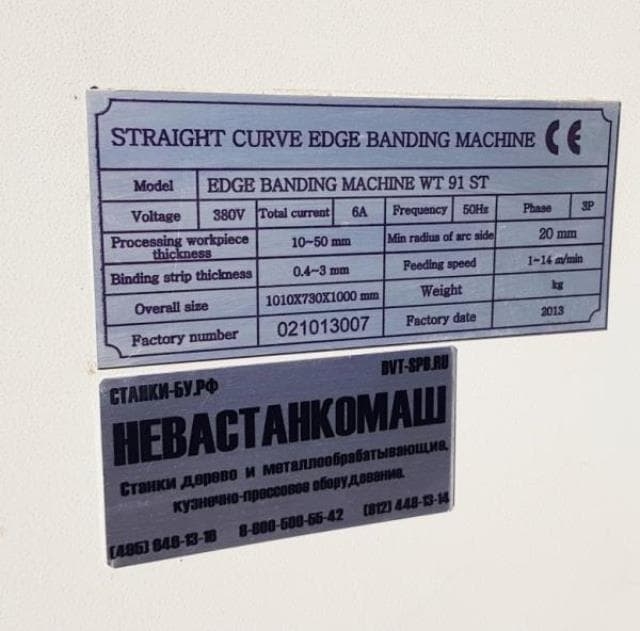 STRAIGHT CURVE EDGE BANDING MACHINE CE
Model EDGE BANDING MACHINE WT 91 ST
Voltage 380V Total current 6A Frequency 50Hz Phase 3P
Processing workpiece thickness 10~50 mm Min radius of arc side 20 mm
Binding strip thickness 0.4~3 mm Feeding speed 1-14 m/min
Overall size 1010X730X1000 mm Weight kg
Factory number 021013007 Factory date 2013
СТАНКИ-БУ.РФ DVT-SPB.RU
НЕВАСТАНКОМАШ
Станки дерево и металлообрабатывающие,
кузнечно-прессовое оборудование.
(495) 648-13-16 8-800-500-55-42 (812) 448-13-14